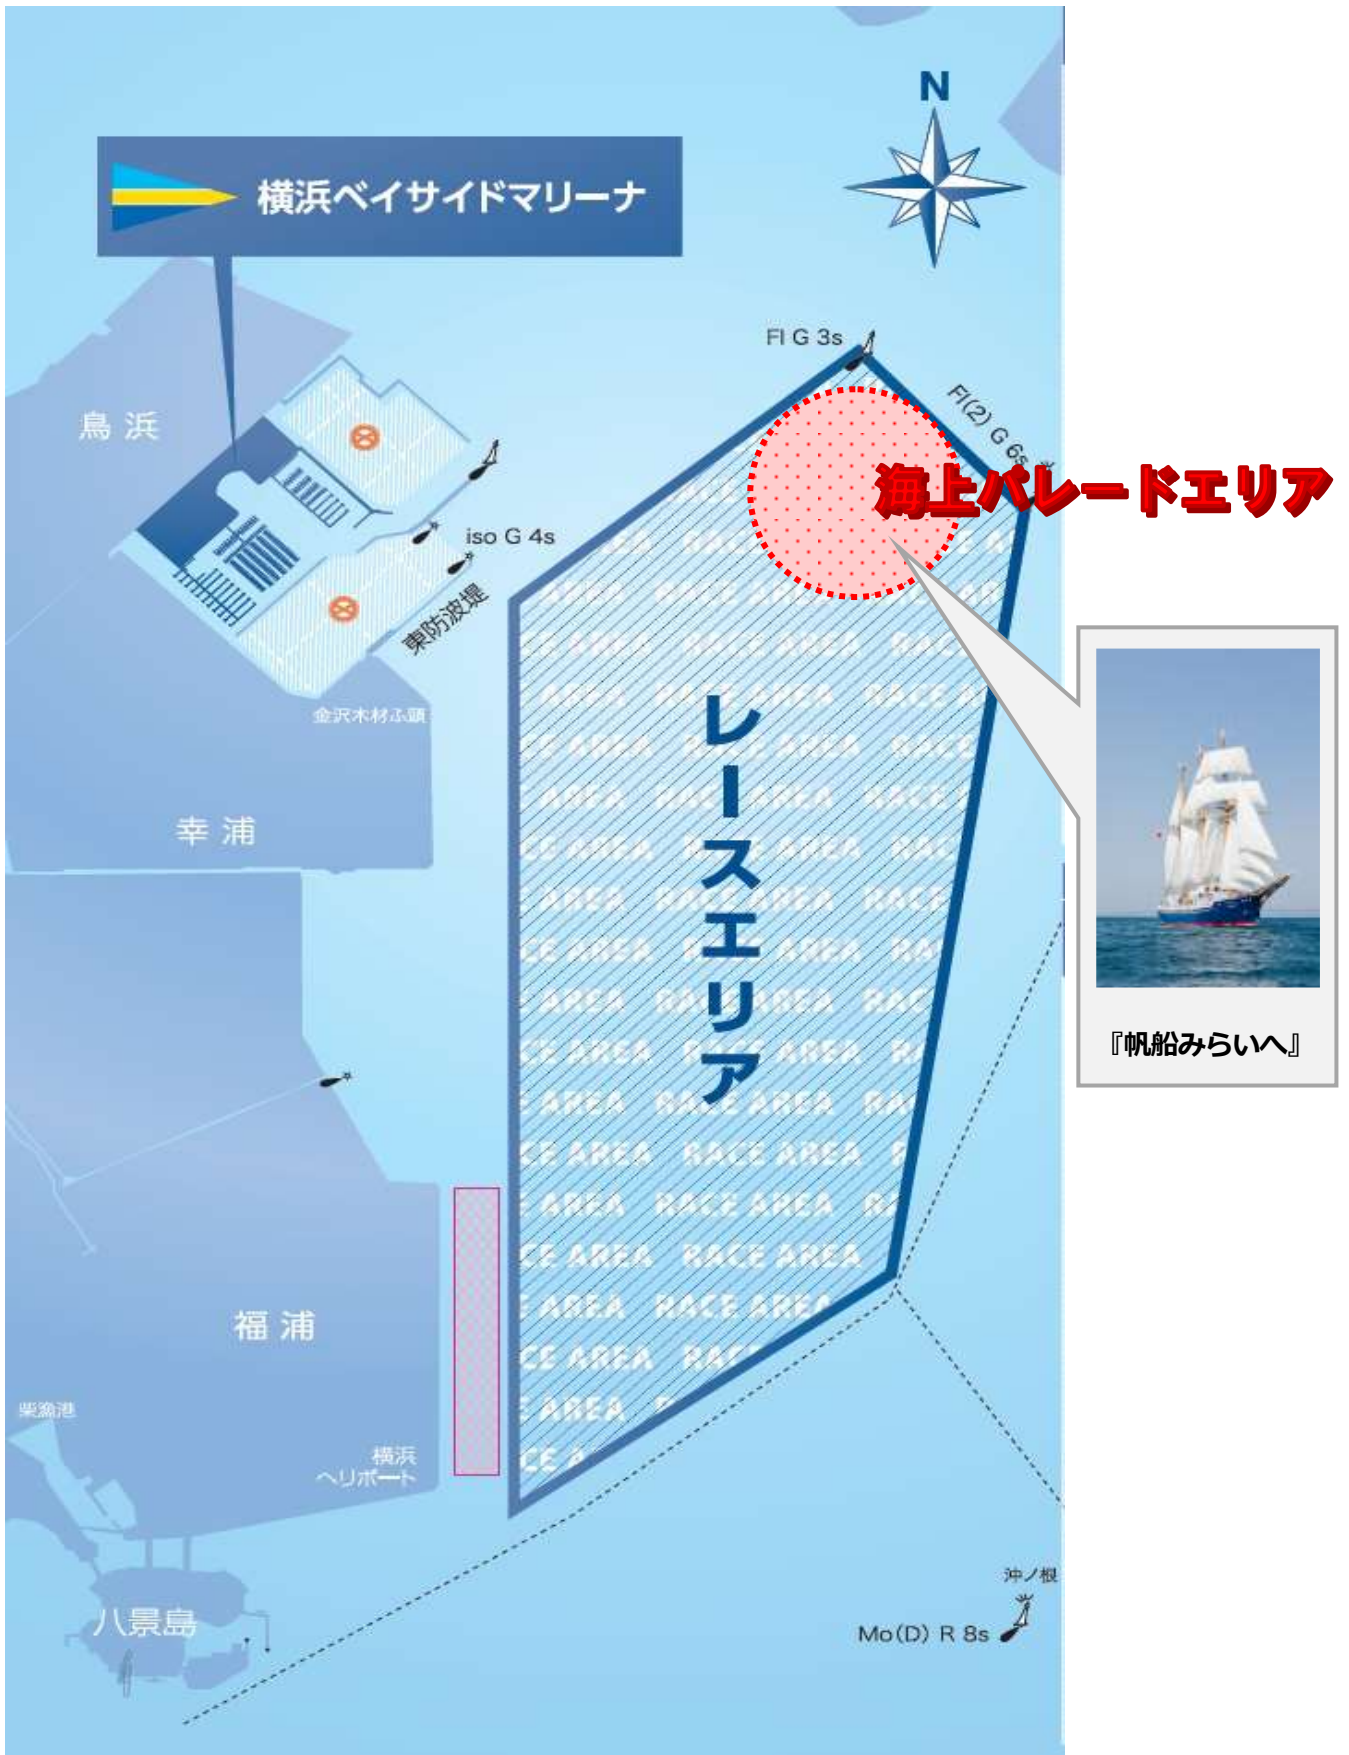 N
横浜ベイサイドマリーナ
Fl G 3s
Fl(2) G 6s
鳥浜
海上パレードエリア
iso G 4s
東防波堤
金沢木材ふ頭
レースエリア
幸浦
『帆船みらいへ』
RACE AREA
福浦
柴漁港
横浜
ヘリポート
沖ノ根
八景島
Mo(D) R 8s